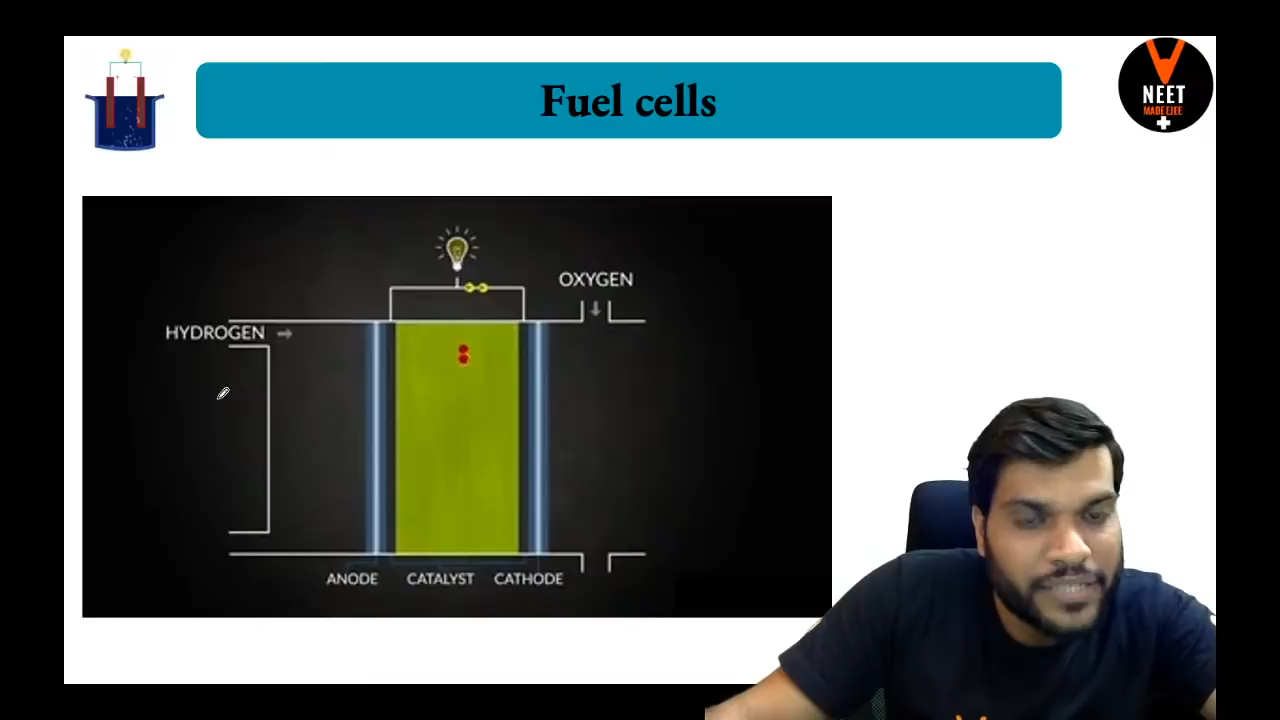 Fuel cells
NEET
MADE EJEE
OXYGEN
HYDROGEN
ANODE CATALYST CATHODE